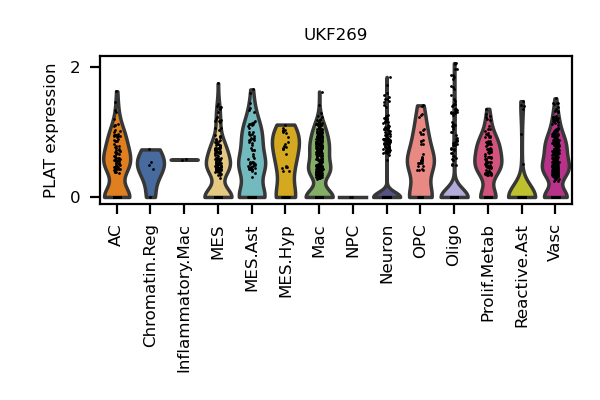 UKF269
PLAT expression
2
0
AC
Chromatin.Reg
Inflammatory.Mac
MES
MES.Ast
MES.Hyp
Mac
NPC
Neuron
OPC
Oligo
Prolif.Metab
Reactive.Ast
Vasc